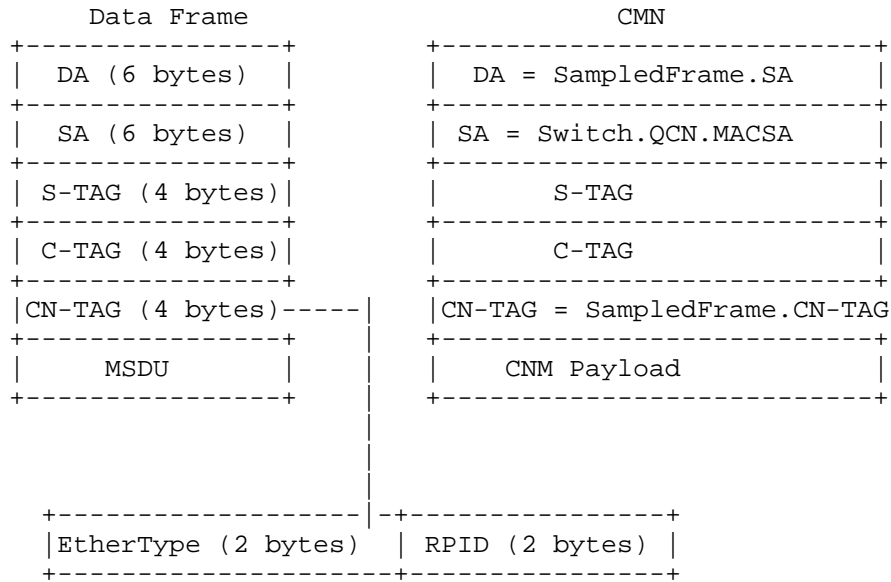 Data Frame CMN
DA (6 bytes) DA = SampledFrame.SA
SA (6 bytes) SA = Switch.QCN.MACSA
S-TAG (4 bytes) S-TAG
C-TAG (4 bytes) C-TAG
CN-TAG (4 bytes) CN-TAG = SampledFrame.CN-TAG
MSDU CNM Payload
EtherType (2 bytes) RPID (2 bytes)